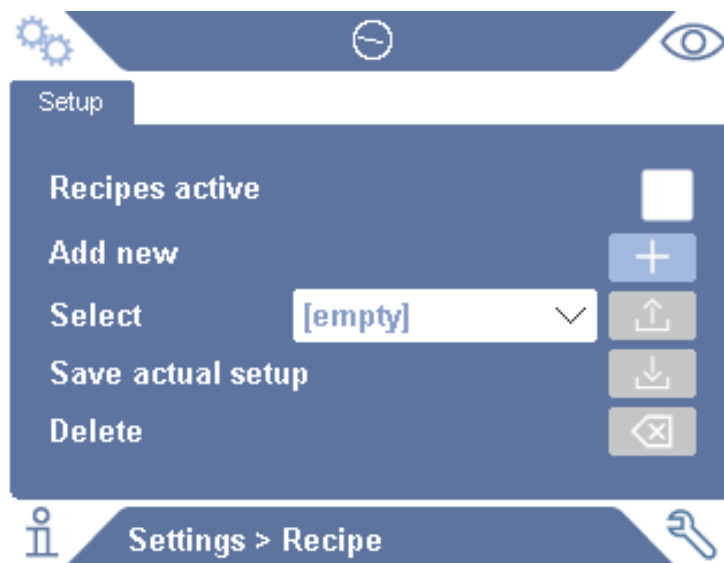 Setup
Recipes active
Add new
Select [empty]
Save actual setup
Delete
Settings > Recipe